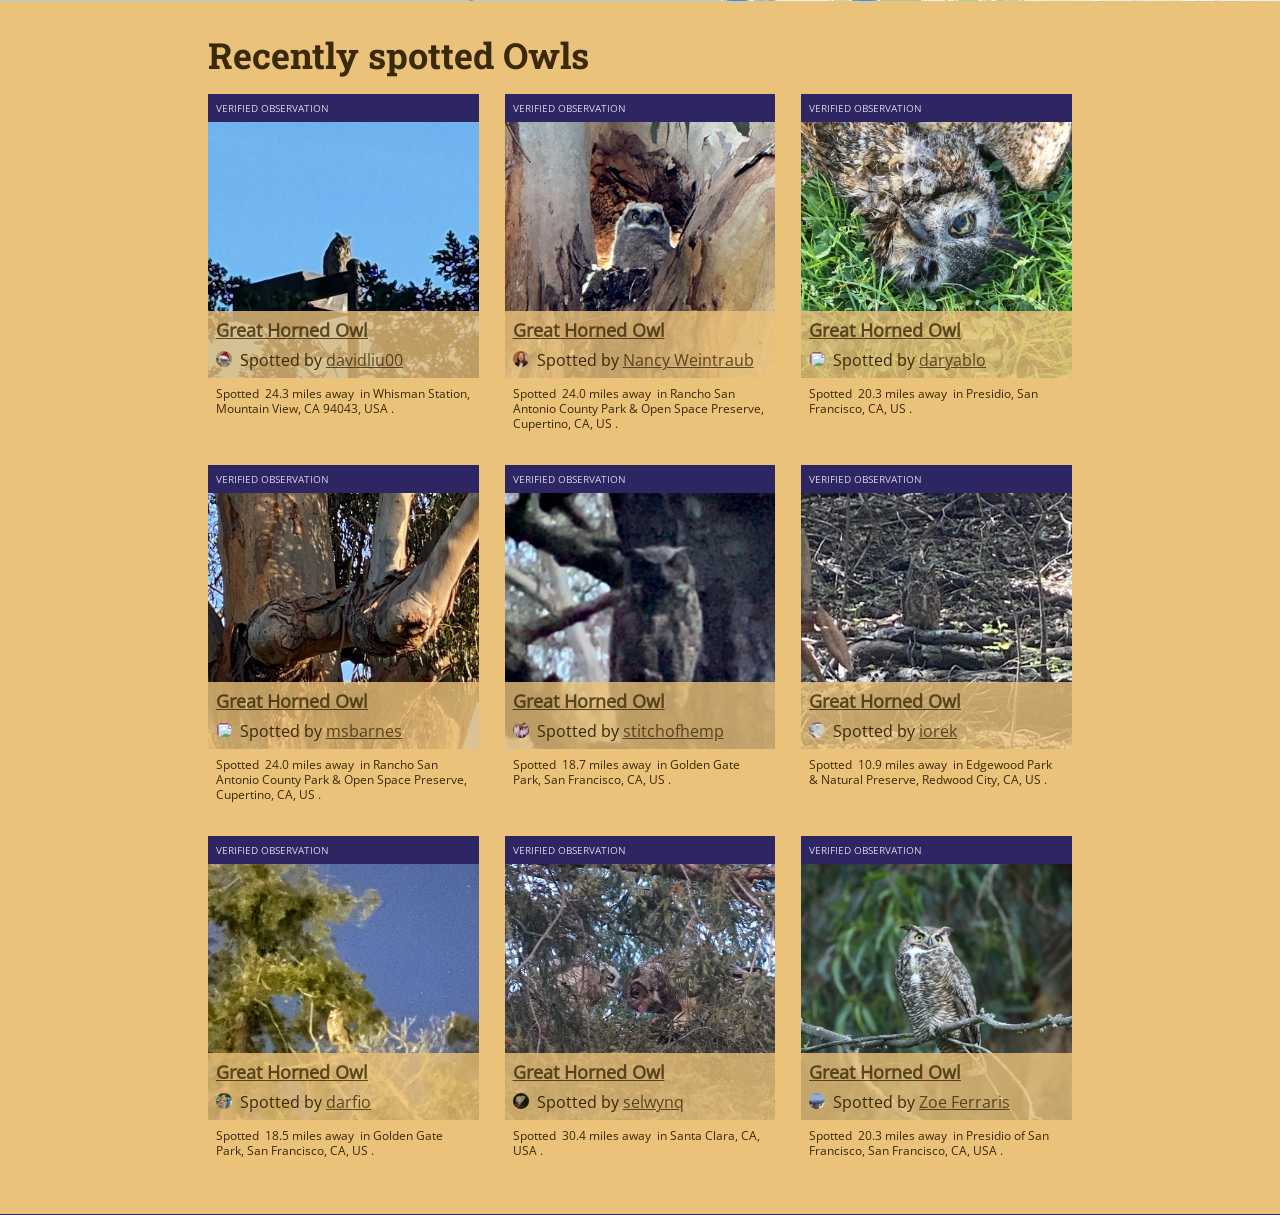 Recently spotted Owls
VERIFIED OBSERVATION
Great Horned Owl
Spotted by davidliu00
Spotted 24.3 miles away in Whisman Station,
Mountain View, CA 94043, USA .
VERIFIED OBSERVATION
Great Horned Owl
Spotted by Nancy Weintraub
Spotted 24.0 miles away in Rancho San
Antonio County Park & Open Space Preserve,
Cupertino, CA, US .
VERIFIED OBSERVATION
Great Horned Owl
Spotted by daryablo
Spotted 20.3 miles away in Presidio, San
Francisco, CA, US .
VERIFIED OBSERVATION
Great Horned Owl
Spotted by msbarnes
Spotted 24.0 miles away in Rancho San
Antonio County Park & Open Space Preserve,
Cupertino, CA, US .
VERIFIED OBSERVATION
Great Horned Owl
Spotted by stitchofhemp
Spotted 18.7 miles away in Golden Gate
Park, San Francisco, CA, US .
VERIFIED OBSERVATION
Great Horned Owl
Spotted by iorek
Spotted 10.9 miles away in Edgewood Park
& Natural Preserve, Redwood City, CA, US .
VERIFIED OBSERVATION
Great Horned Owl
Spotted by darfio
Spotted 18.5 miles away in Golden Gate
Park, San Francisco, CA, US .
VERIFIED OBSERVATION
Great Horned Owl
Spotted by selwynq
Spotted 30.4 miles away in Santa Clara, CA,
USA .
VERIFIED OBSERVATION
Great Horned Owl
Spotted by Zoe Ferraris
Spotted 20.3 miles away in Presidio of San
Francisco, San Francisco, CA, USA .